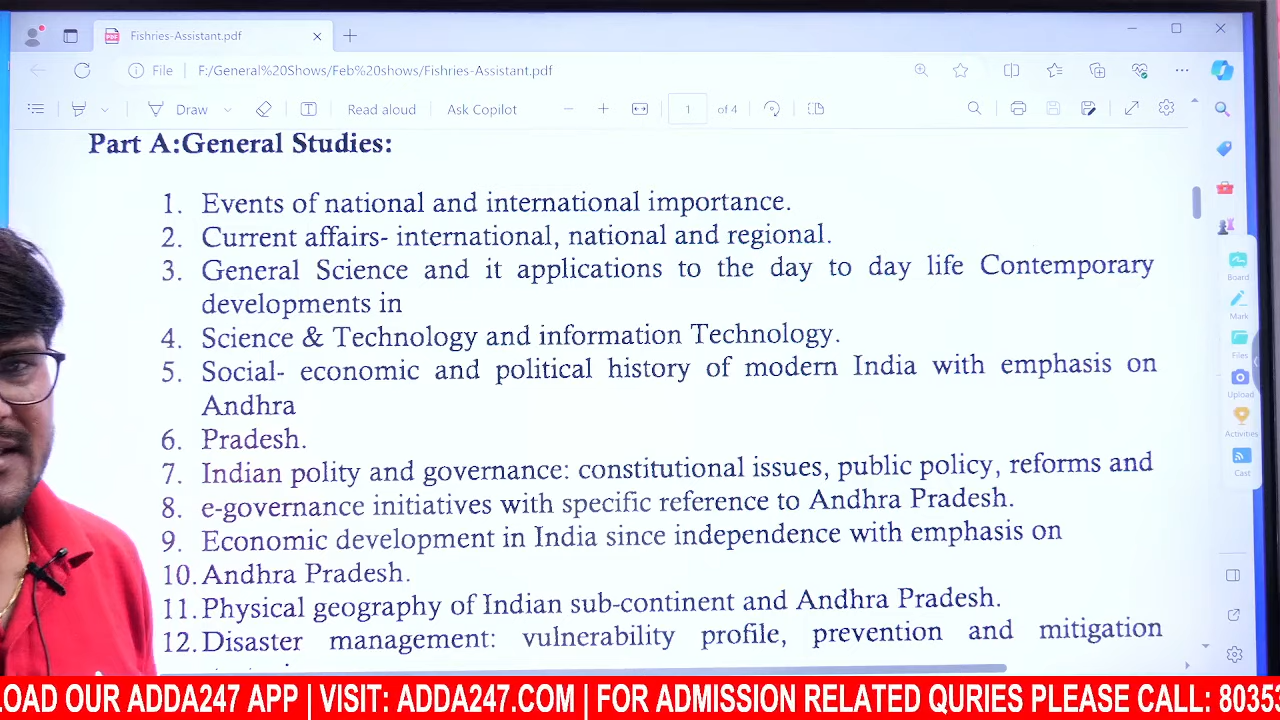 Fishries-Assistant.pdf
File F:/General%20Shows/Feb%20shows/Fishries-Assistant.pdf
Draw Read aloud Ask Copilot 1 of 4
Part A:General Studies:
1. Events of national and international importance.
2. Current affairs- international, national and regional.
3. General Science and it applications to the day to day life Contemporary
developments in
4. Science & Technology and information Technology.
5. Social- economic and political history of modern India with emphasis on
Andhra
6. Pradesh.
7. Indian polity and governance: constitutional issues, public policy, reforms and
8. e-governance initiatives with specific reference to Andhra Pradesh.
9. Economic development in India since independence with emphasis on
10. Andhra Pradesh.
11. Physical geography of Indian sub-continent and Andhra Pradesh.
12. Disaster management: vulnerability profile, prevention and mitigation
Board
Mark
Files
Upload
Activities
Cast
LOAD OUR ADDA247 APP | VISIT: ADDA247.COM | FOR ADMISSION RELATED QURIES PLEASE CALL: 80353